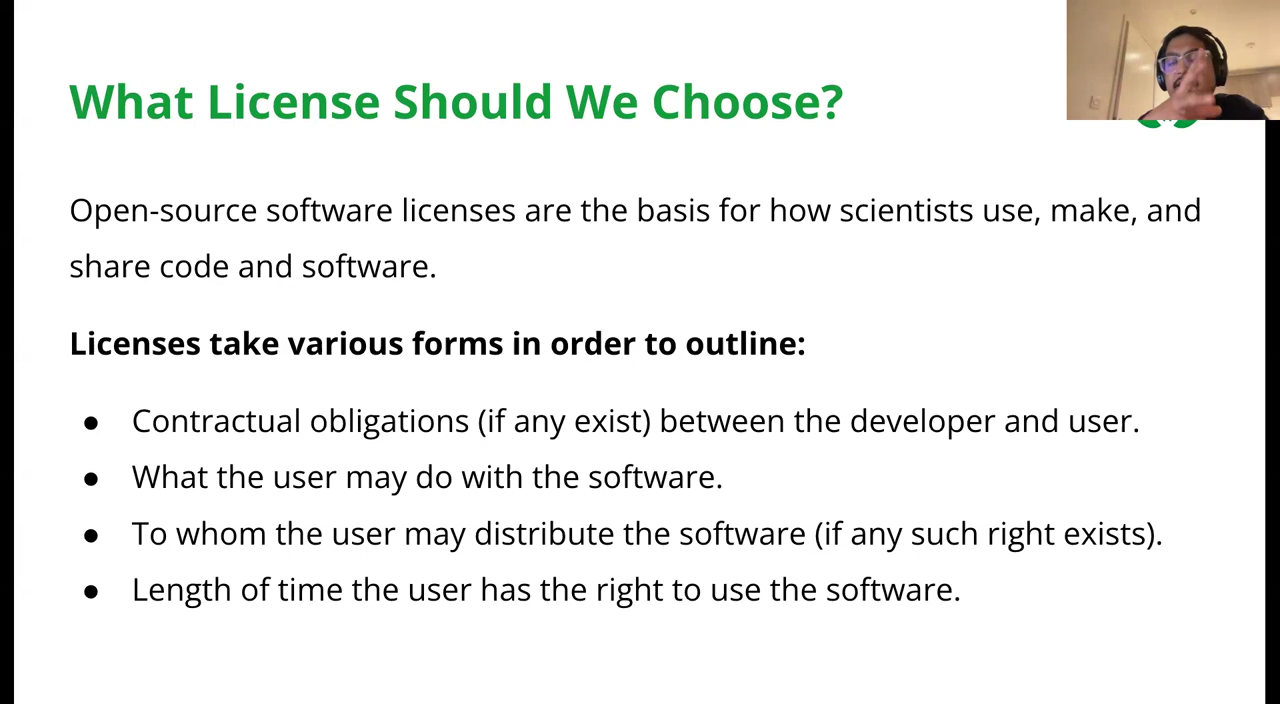 What License Should We Choose?
Open-source software licenses are the basis for how scientists use, make, and
share code and software.
Licenses take various forms in order to outline:
● Contractual obligations (if any exist) between the developer and user.
● What the user may do with the software.
● To whom the user may distribute the software (if any such right exists).
● Length of time the user has the right to use the software.